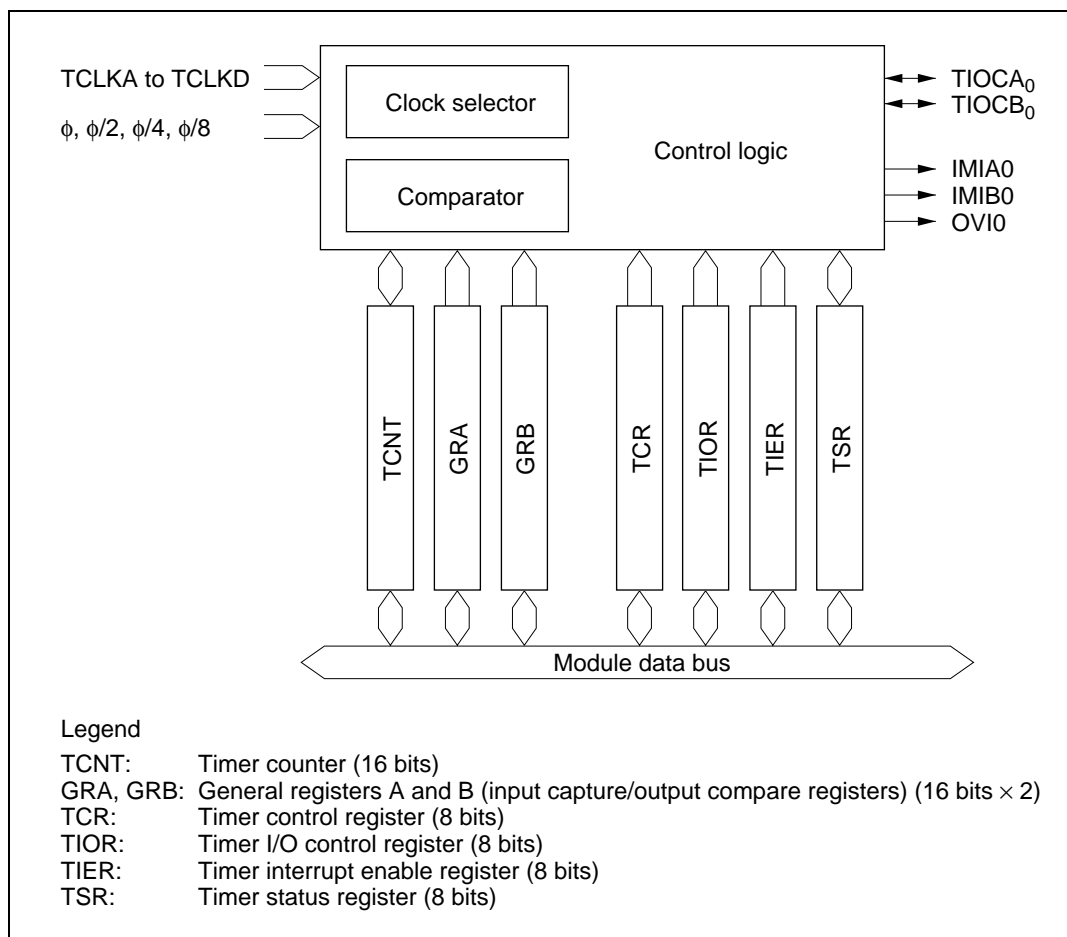 TCLKA to TCLKD
ϕ, ϕ/2, ϕ/4, ϕ/8
Clock selector
Comparator
Control logic
TIOCA0
TIOCB0
IMIA0
IMIB0
OVI0
TCNT
GRA
GRB
TCR
TIOR
TIER
TSR
Module data bus
Legend
TCNT: Timer counter (16 bits)
GRA, GRB: General registers A and B (input capture/output compare registers) (16 bits × 2)
TCR: Timer control register (8 bits)
TIOR: Timer I/O control register (8 bits)
TIER: Timer interrupt enable register (8 bits)
TSR: Timer status register (8 bits)